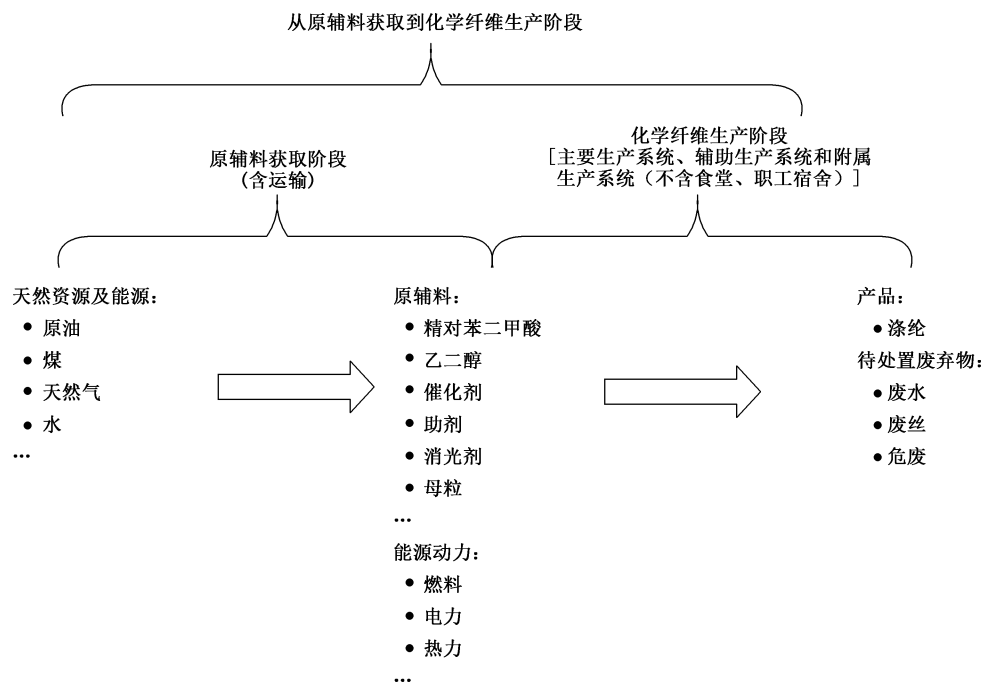 从原辅料获取到化学纤维生产阶段
原辅料获取阶段
(含运输)
化学纤维生产阶段
[主要生产系统、辅助生产系统和附属
生产系统（不含食堂、职工宿舍）]
天然资源及能源：
● 原油
● 煤
● 天然气
● 水
…
原辅料：
● 精对苯二甲酸
● 乙二醇
● 催化剂
● 助剂
● 消光剂
● 母粒
…
能源动力：
● 燃料
● 电力
● 热力
…
产品：
● 涤纶
待处置废弃物：
● 废水
● 废丝
● 危废